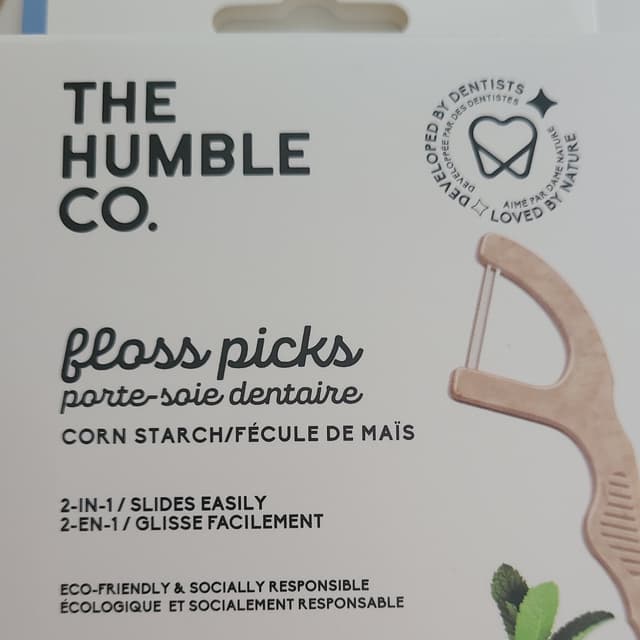 THE
HUMBLE
CO.
DEVELOPED BY DENTISTS
DÉVELOPPÉE PAR DES DENTISTES
AIMÉ PAR DAME NATURE
LOVED BY NATURE
floss picks
porte-soie dentaire
CORN STARCH/FÉCULE DE MAÏS
2-IN-1 / SLIDES EASILY
2-EN-1 / GLISSE FACILEMENT
ECO-FRIENDLY & SOCIALLY RESPONSIBLE
ÉCOLOGIQUE ET SOCIALEMENT RESPONSABLE